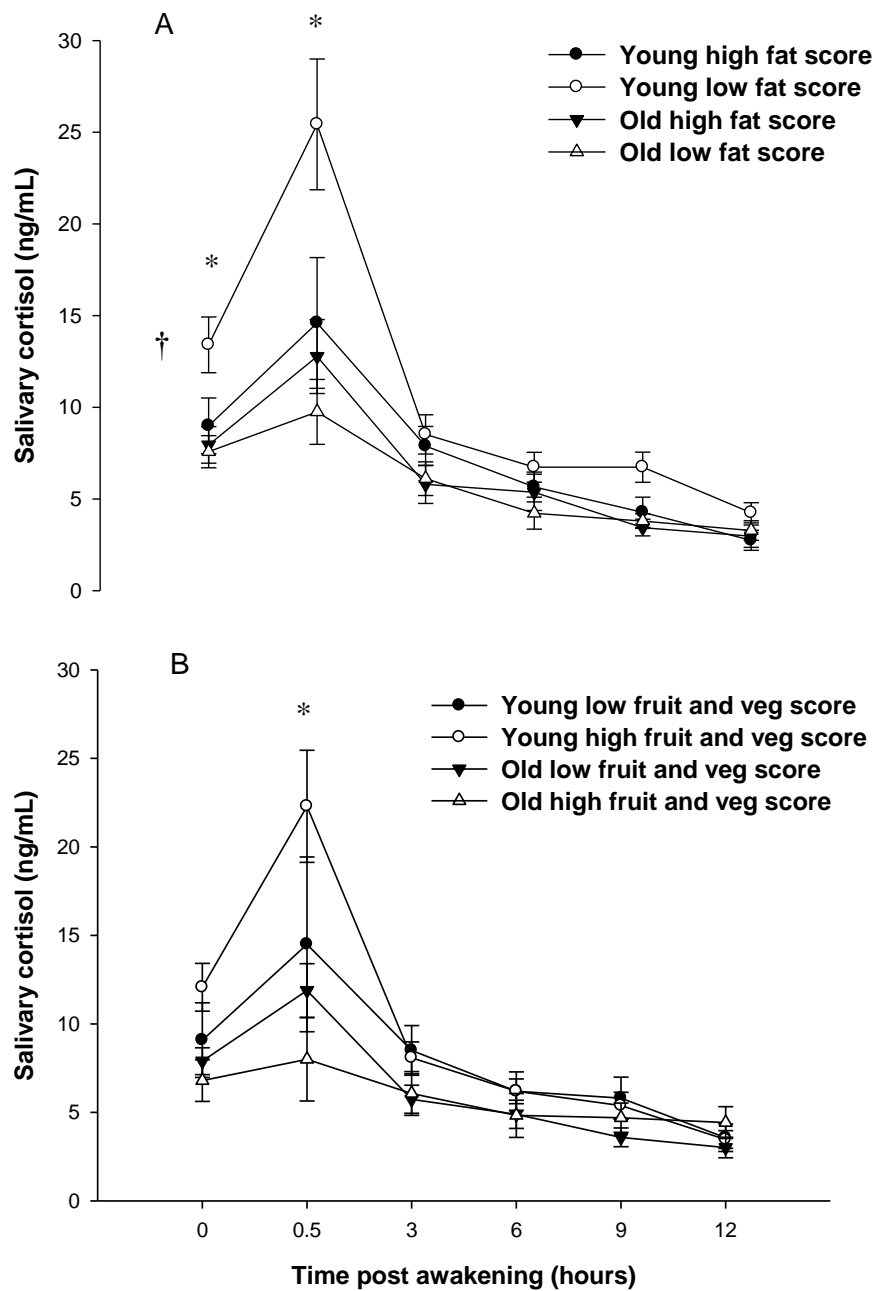 A
*
30
Young high fat score
Young low fat score
25
Old high fat score
Old low fat score
20
*
15
†
10
5
0
Salivary cortisol (ng/mL)
B
30
*
Young low fruit and veg score
Young high fruit and veg score
25
Old low fruit and veg score
Old high fruit and veg score
20
15
10
5
0
Salivary cortisol (ng/mL)
0 0.5 3 6 9 12
Time post awakening (hours)